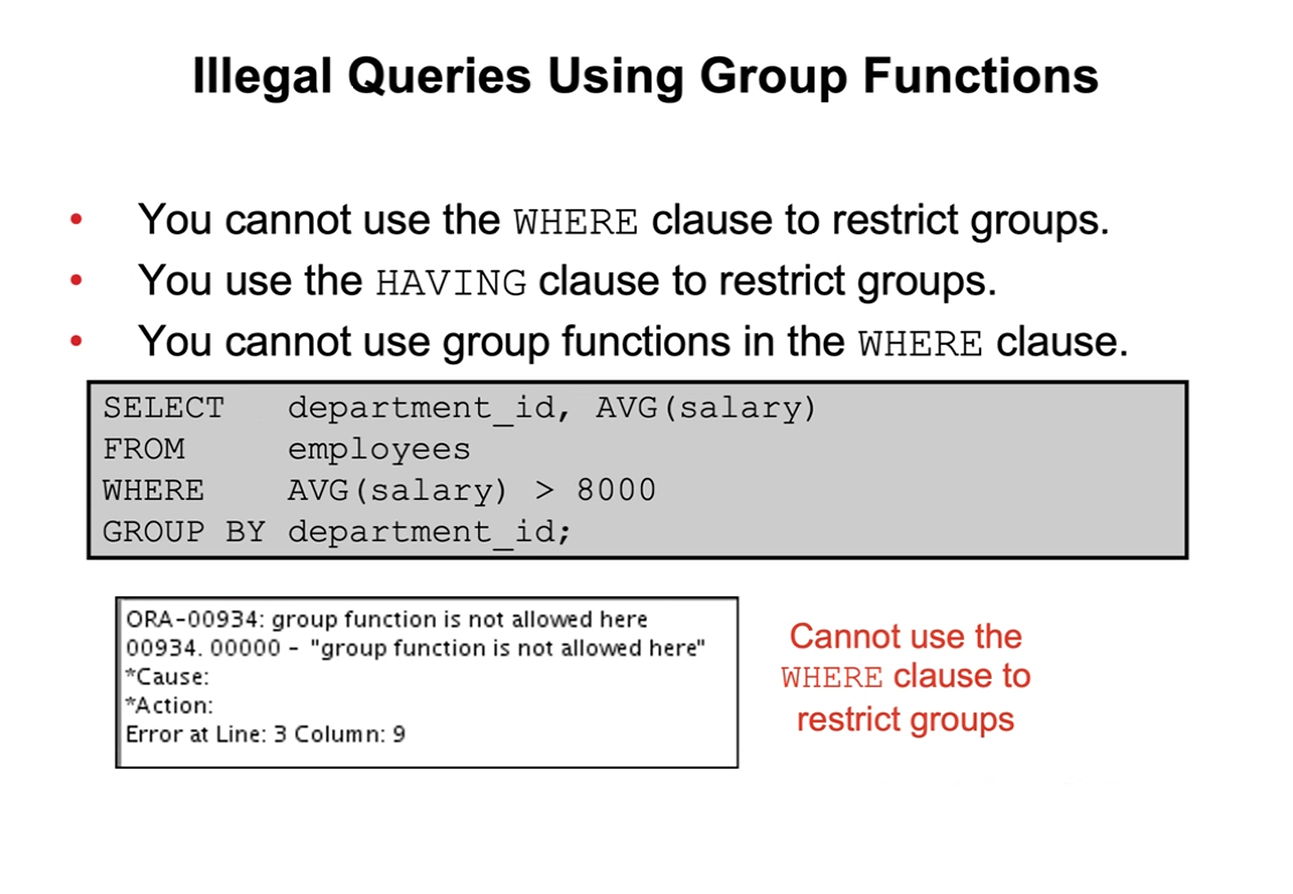 Illegal Queries Using Group Functions
• You cannot use the WHERE clause to restrict groups.
• You use the HAVING clause to restrict groups.
• You cannot use group functions in the WHERE clause.
SELECT department_id, AVG(salary)
FROM employees
WHERE AVG(salary) > 8000
GROUP BY department_id;
ORA-00934: group function is not allowed here
00934. 00000 - "group function is not allowed here"
*Cause:
*Action:
Error at Line: 3 Column: 9
Cannot use the
WHERE clause to
restrict groups